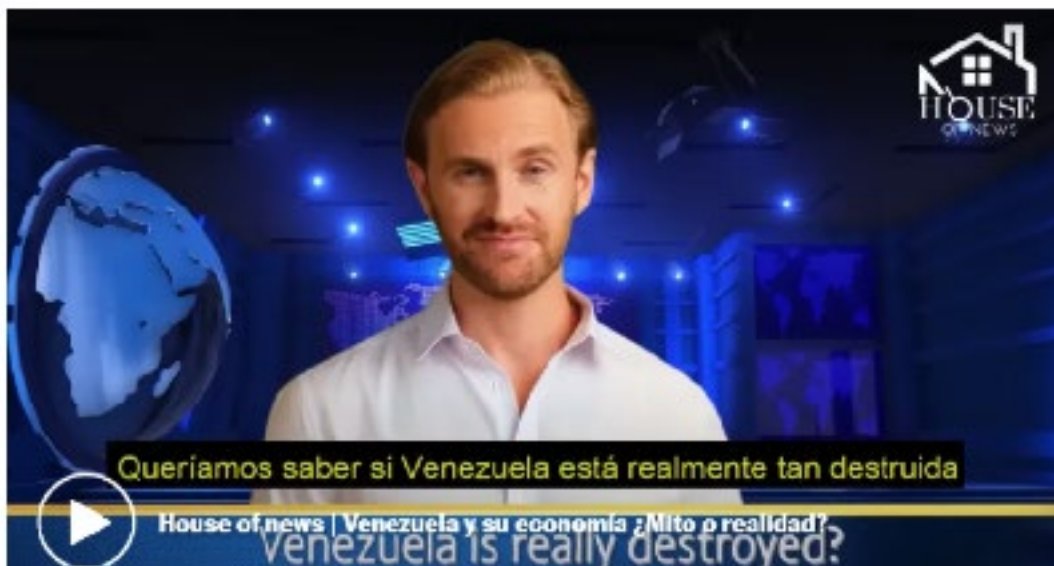 HOUSE
OF NEWS
Queríamos saber si Venezuela está realmente tan destruida
House of news | Venezuela y su economía ¿Mito o realidad?
venezuela is really destroyed?